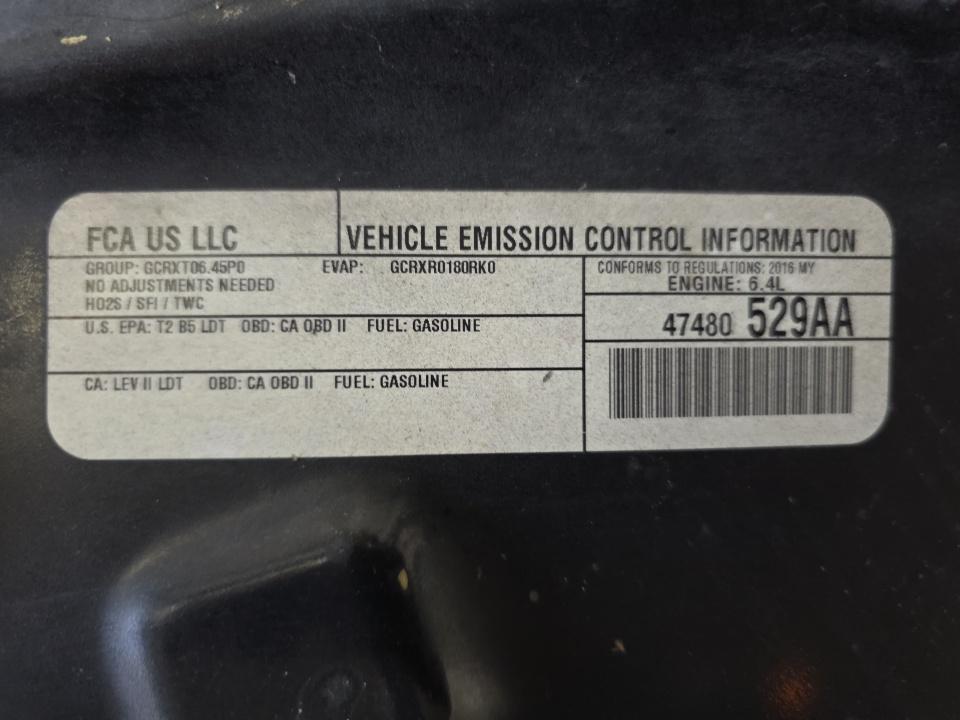 FCA US LLC
VEHICLE EMISSION CONTROL INFORMATION
GROUP: GCRXT06.45P0 EVAP: GCRXR0180RK0
NO ADJUSTMENTS NEEDED
HO2S / SFI / TWC
CONFORMS TO REGULATIONS: 2016 MY
ENGINE: 6.4L
U.S. EPA: T2 B5 LDT OBD: CA OBD II FUEL: GASOLINE
47480 529AA
CA: LEV II LDT OBD: CA OBD II FUEL: GASOLINE